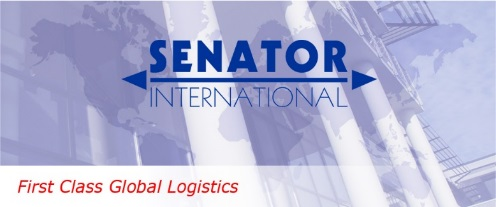 SENATOR
INTERNATIONAL
First Class Global Logistics